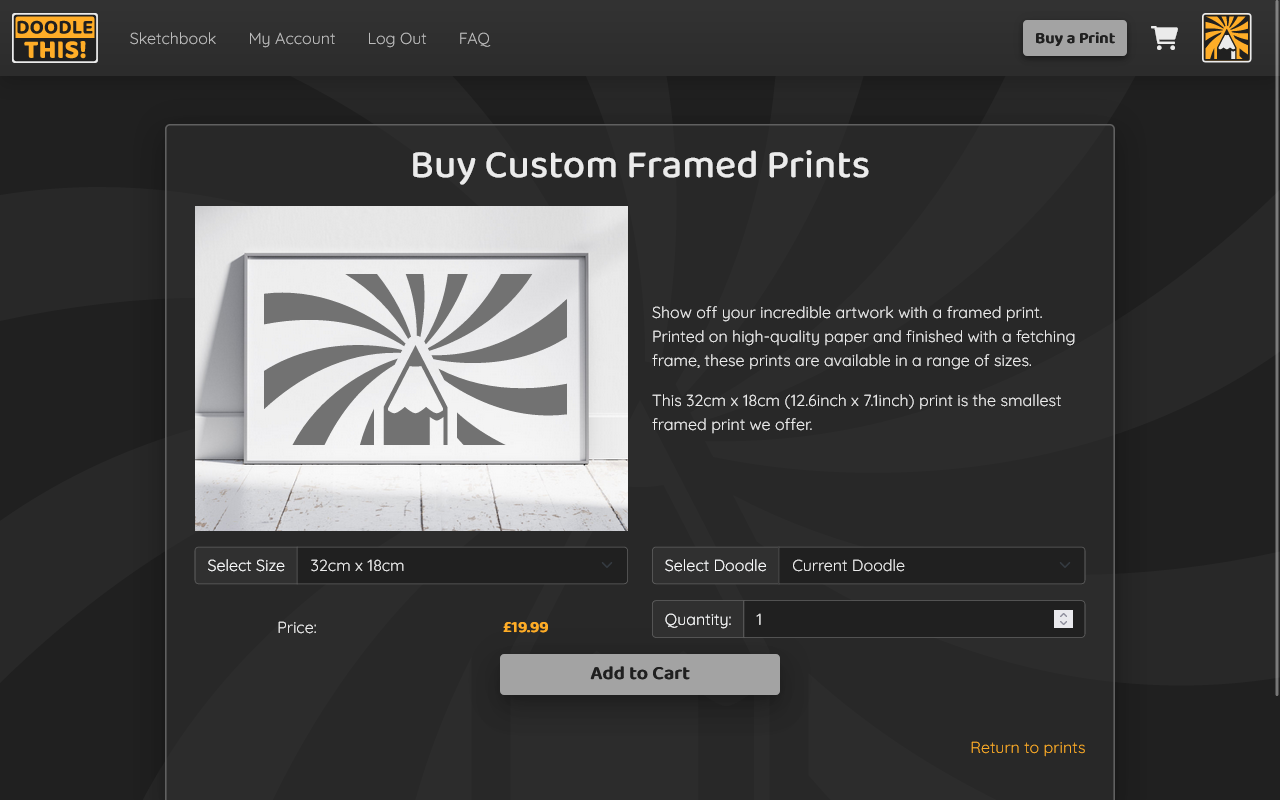 DOODLE
THIS!
Sketchbook
My Account
Log Out
FAQ
Buy a Print
Buy Custom Framed Prints
Show off your incredible artwork with a framed print.
Printed on high-quality paper and finished with a fetching
frame, these prints are available in a range of sizes.
This 32cm x 18cm (12.6inch x 7.1inch) print is the smallest
framed print we offer.
Select Size
32cm x 18cm
Select Doodle
Current Doodle
Price:
£19.99
Quantity:
1
Add to Cart
Return to prints